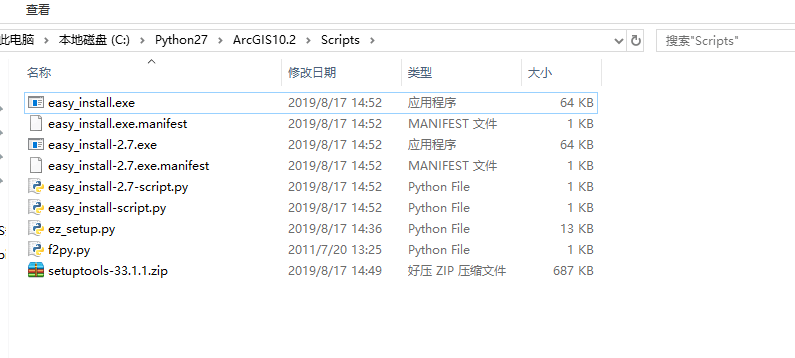 查看
此电脑 > 本地磁盘 (C:) > Python27 > ArcGIS10.2 > Scripts > 搜索"Scripts"
名称 修改日期 类型 大小
easy_install.exe 2019/8/17 14:52 应用程序 64 KB
easy_install.exe.manifest 2019/8/17 14:52 MANIFEST 文件 1 KB
easy_install-2.7.exe 2019/8/17 14:52 应用程序 64 KB
easy_install-2.7.exe.manifest 2019/8/17 14:52 MANIFEST 文件 1 KB
easy_install-2.7-script.py 2019/8/17 14:52 Python File 1 KB
easy_install-script.py 2019/8/17 14:52 Python File 1 KB
ez_setup.py 2019/8/17 14:36 Python File 13 KB
f2py.py 2011/7/20 13:25 Python File 1 KB
setuptools-33.1.1.zip 2019/8/17 14:49 好压 ZIP 压缩文件 687 KB